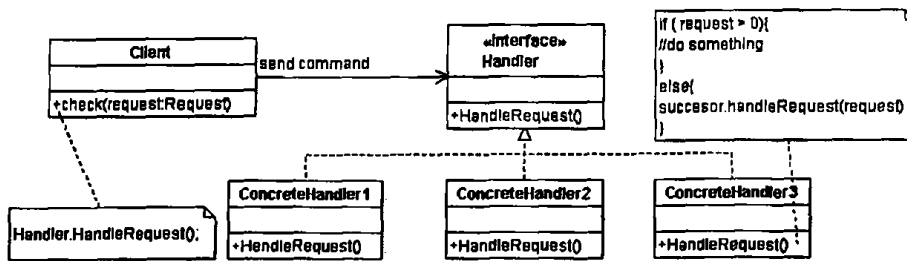 Client
+check(request:Request)
send command
«interface»
Handler
+HandleRequest()
if ( request > 0){
//do something
}
else{
succesor.handleRequest(request)
}
ConcreteHandler1
+HendleRequest()
ConcreteHandler2
+HandleRequest()
ConcreteHandler3
+HandleRequest()
Handler.HandleRequest();